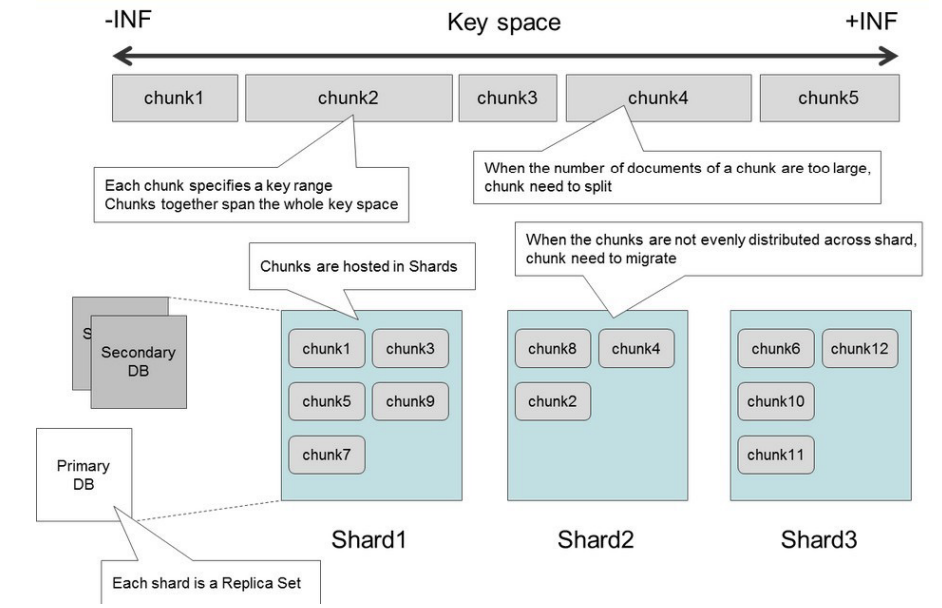 -INF
Key space
+INF
chunk1
chunk2
chunk3
chunk4
chunk5
Each chunk specifies a key range
Chunks together span the whole key space
When the number of documents of a chunk are too large,
chunk need to split
When the chunks are not evenly distributed across shard,
chunk need to migrate
Chunks are hosted in Shards
S
Secondary
DB
Primary
DB
chunk1
chunk3
chunk5
chunk9
chunk7
chunk8
chunk4
chunk2
chunk6
chunk12
chunk10
chunk11
Shard1
Shard2
Shard3
Each shard is a Replica Set